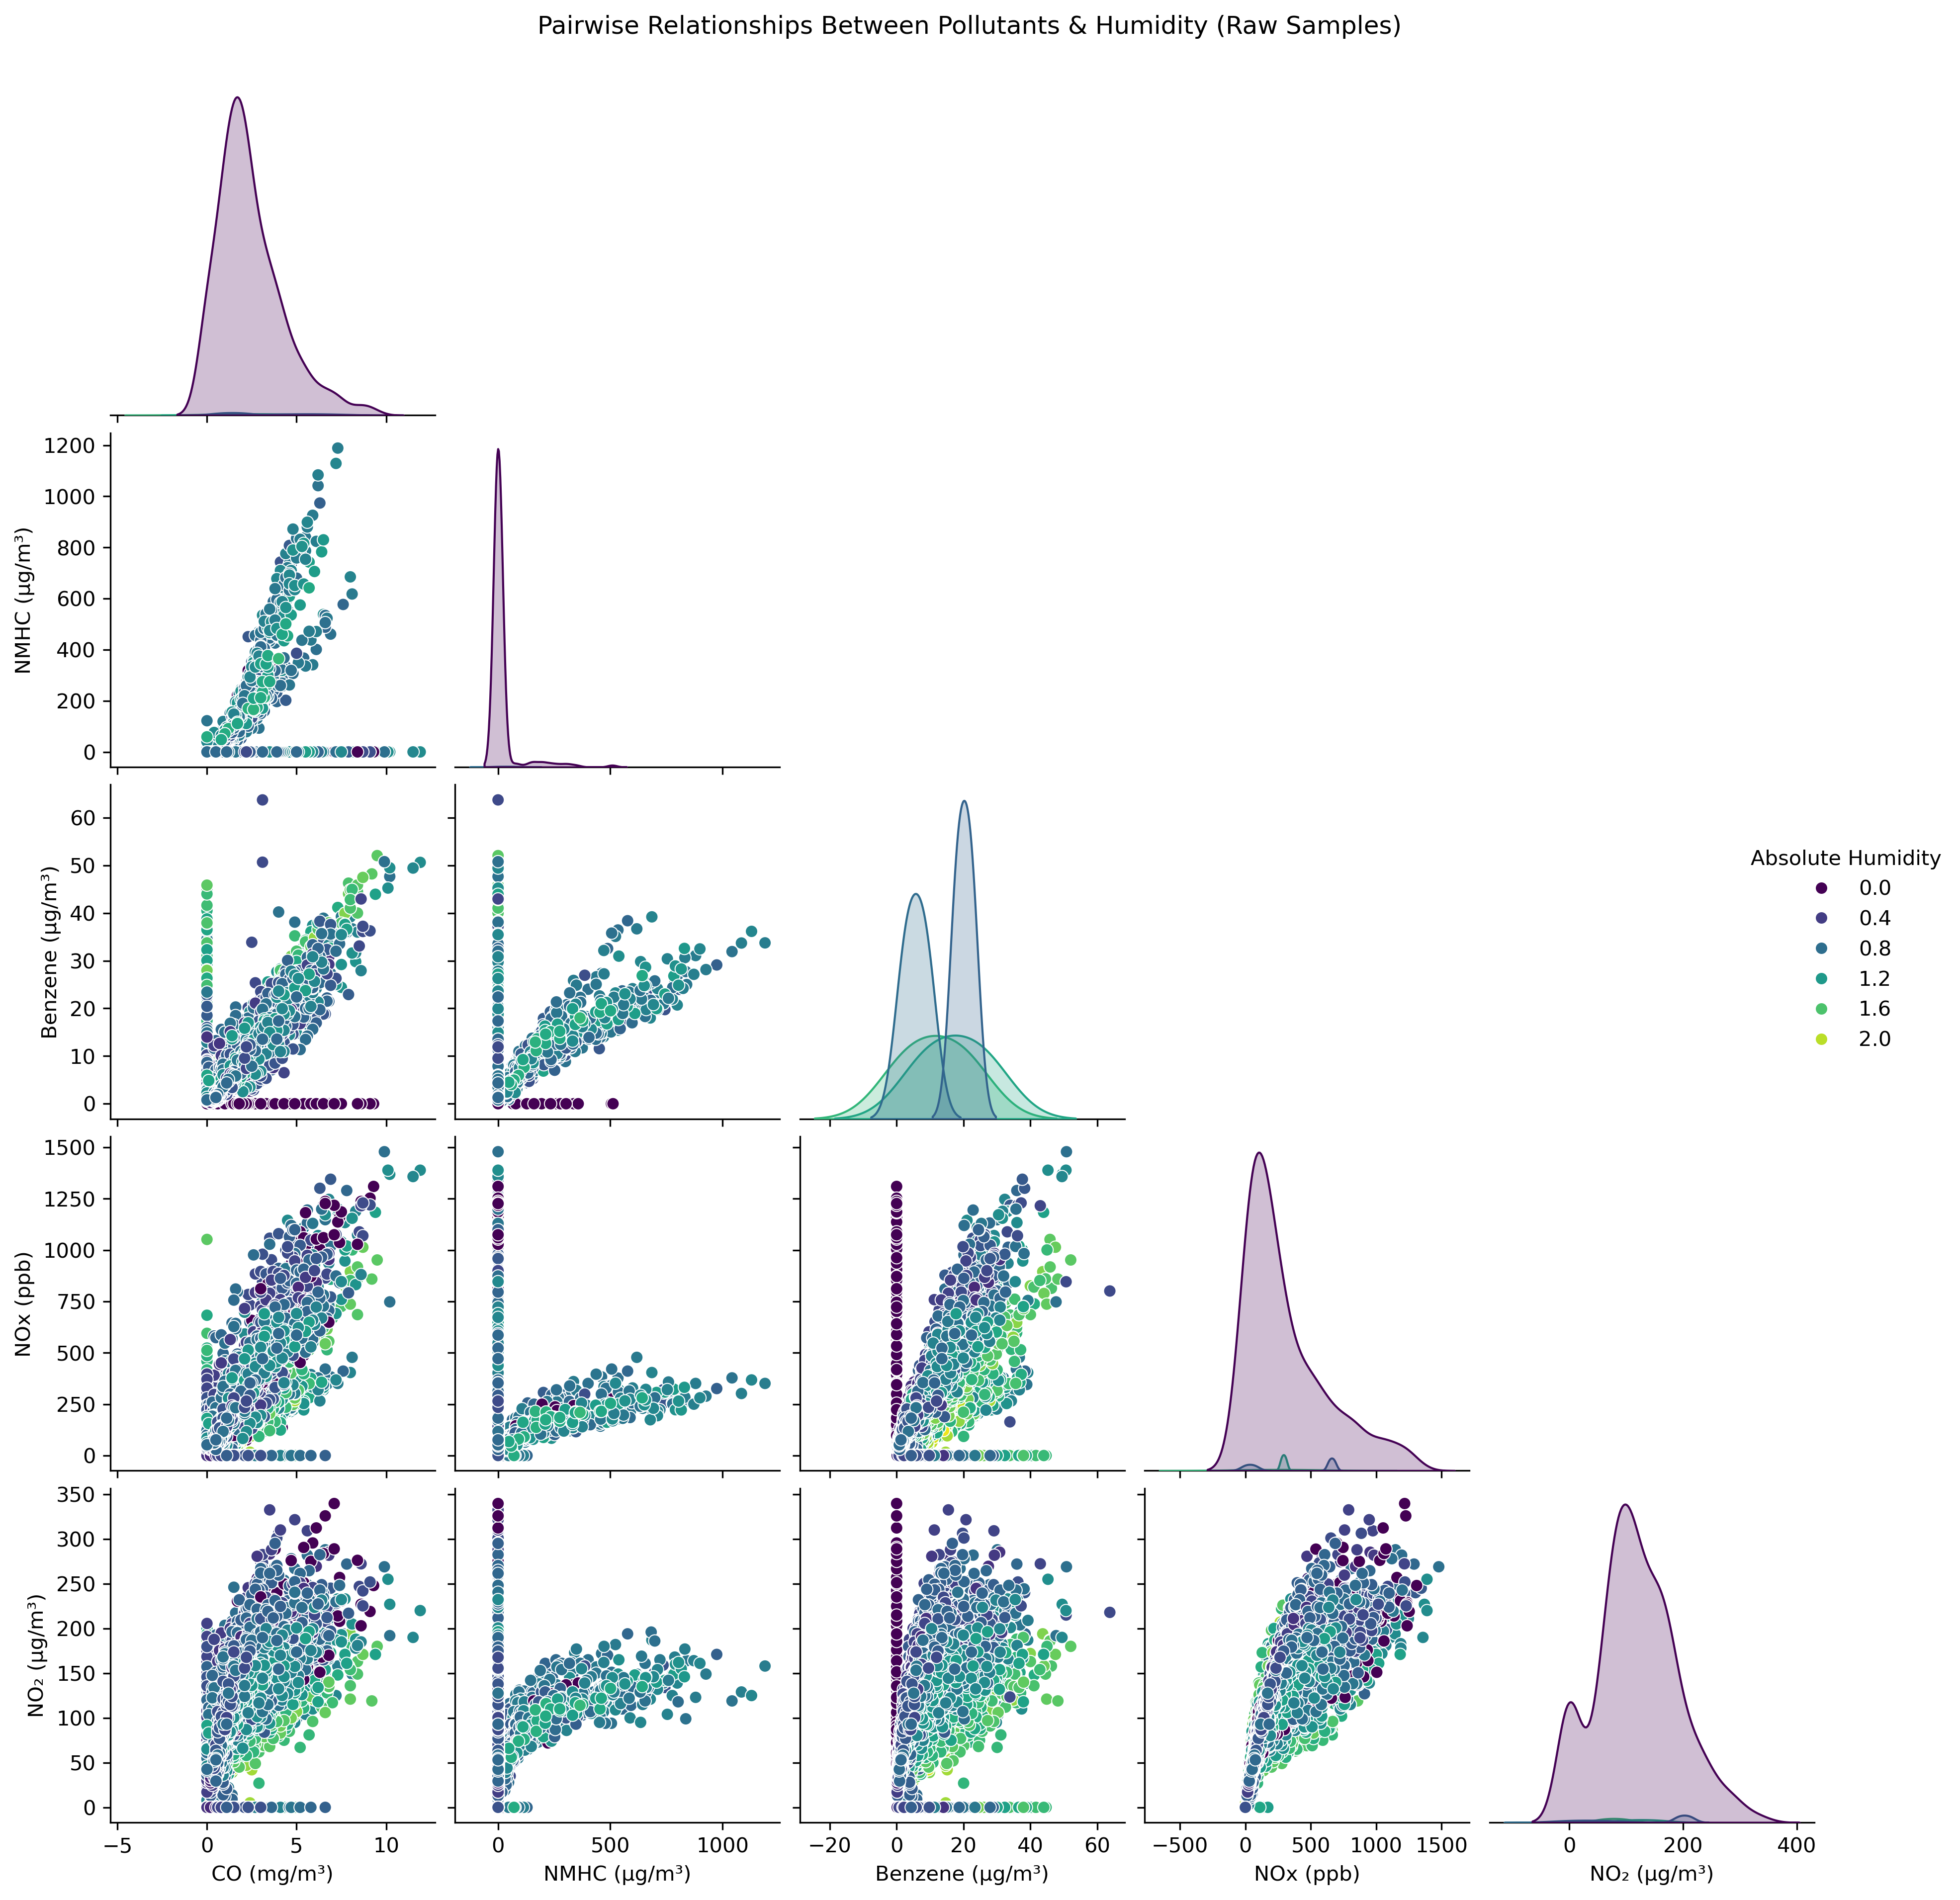 Pairwise Relationships Between Pollutants & Humidity (Raw Samples)
1200
1000
800
600
400
200
0
NMHC (µg/m³)
60
50
40
30
20
10
0
Benzene (µg/m³)
Absolute Humidity
0.0
0.4
0.8
1.2
1.6
2.0
1500
1250
1000
750
500
250
0
NOx (ppb)
350
300
250
200
150
100
50
0
NO₂ (µg/m³)
−5 0 5 10
0 500 1000
−20 0 20 40 60
−500 0 500 1000 1500
0 200 400
CO (mg/m³)
NMHC (µg/m³)
Benzene (µg/m³)
NOx (ppb)
NO₂ (µg/m³)